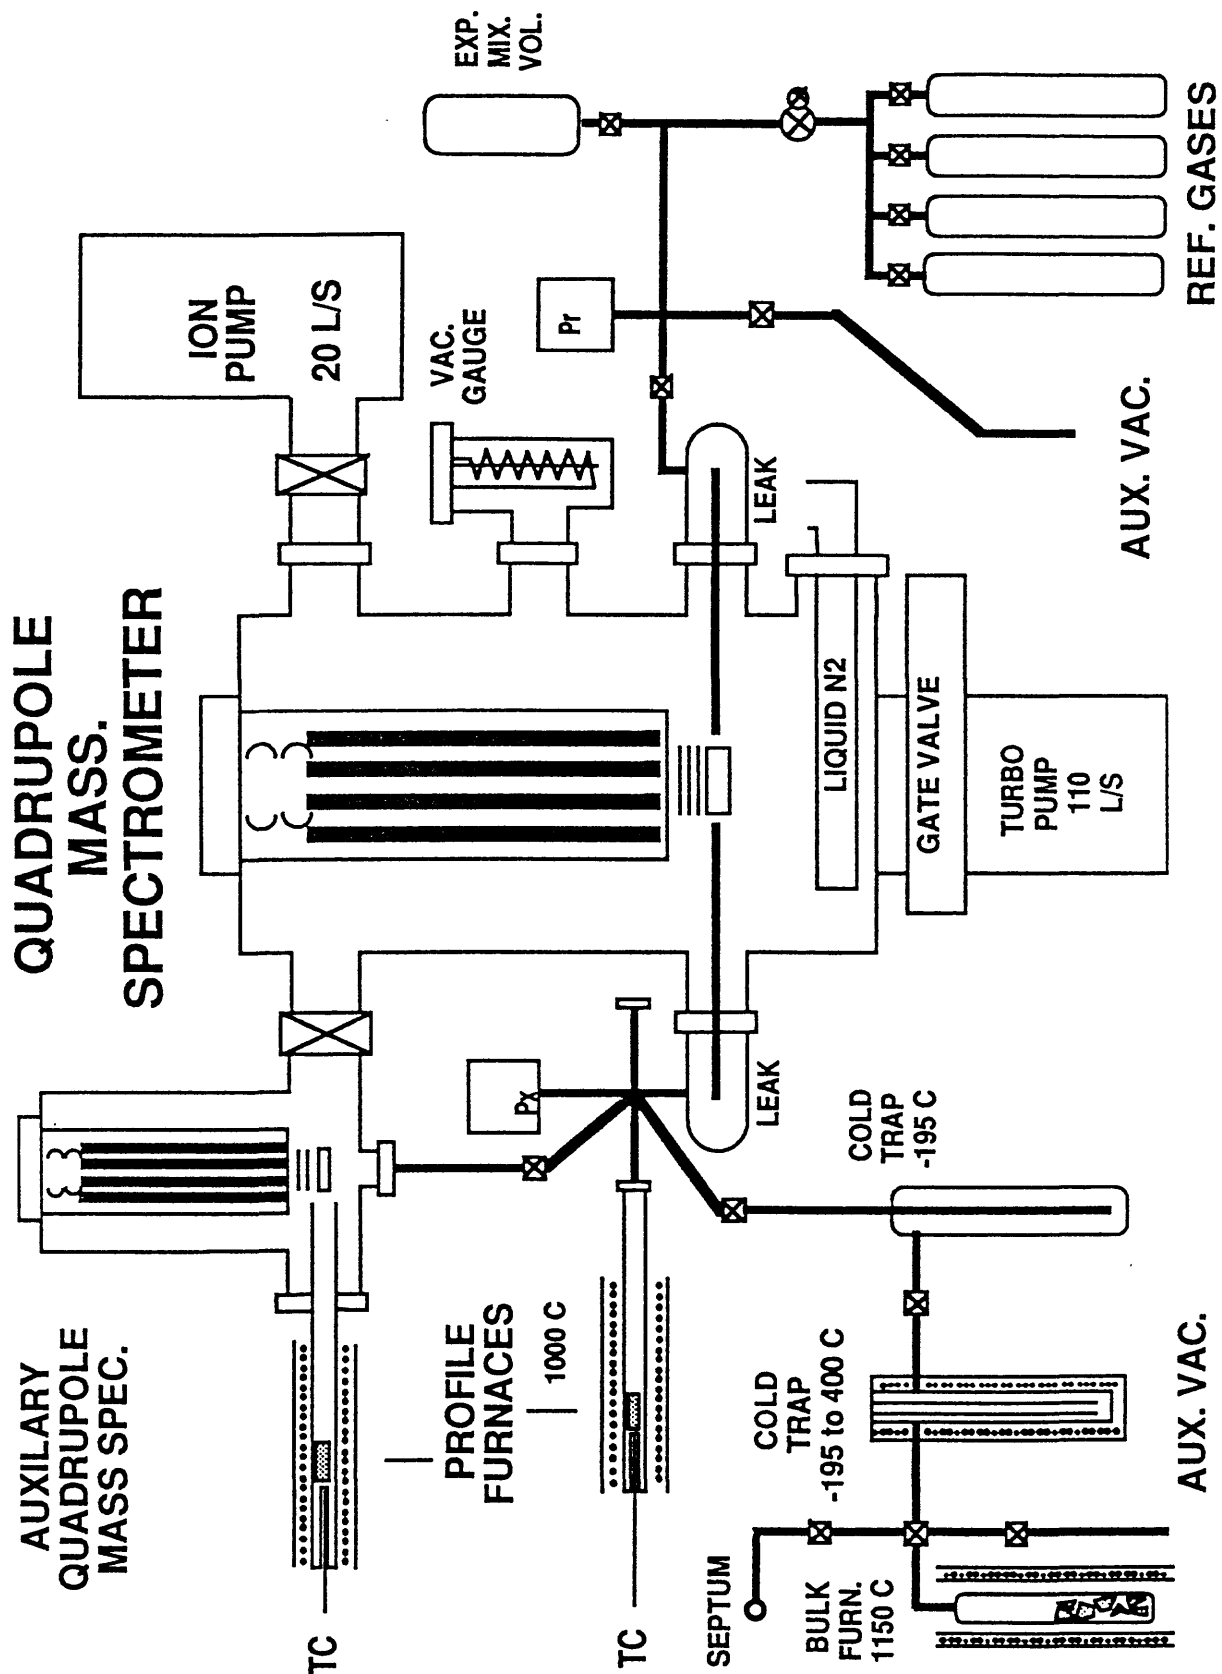 QUADRUPOLE
MASS.
SPECTROMETER
AUXILARY
QUADRUPOLE
MASS SPEC.
ION
PUMP
20 L/S
VAC.
GAUGE
EXP.
MIX.
VOL.
Pr
Px
TC
PROFILE
FURNACES
1000 C
TC
LEAK
LEAK
LIQUID N2
GATE VALVE
TURBO
PUMP
110
L/S
SEPTUM
BULK
FURN.
1150 C
COLD
TRAP
-195 to 400 C
COLD
TRAP
-195 C
AUX. VAC.
AUX. VAC.
REF. GASES